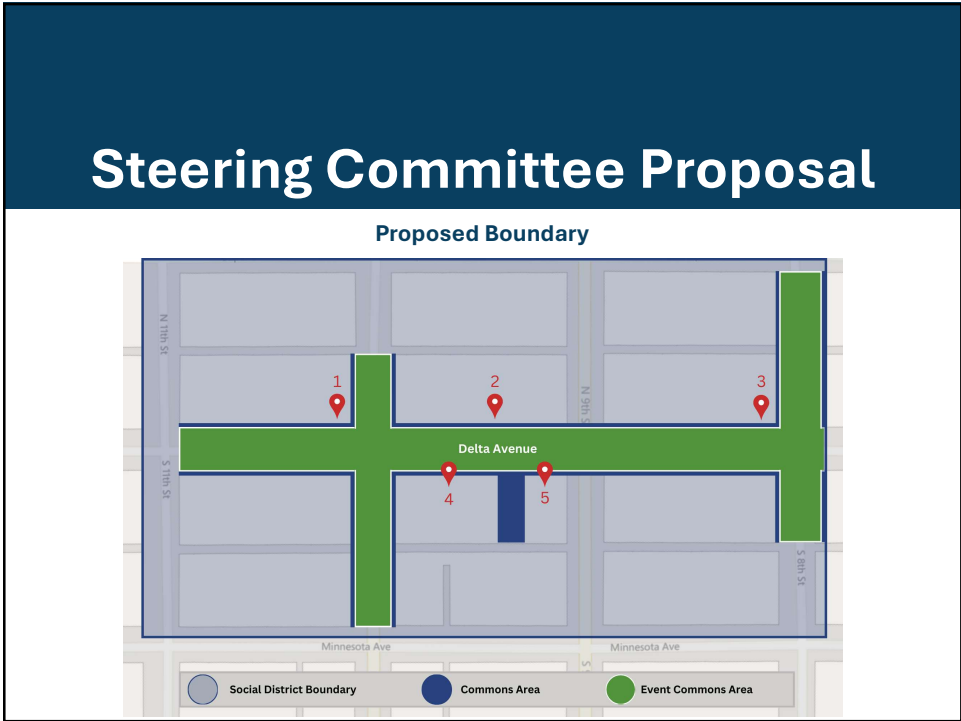 Steering Committee Proposal
Proposed Boundary
N 11th St
1
2
3
N 9th S
Delta Avenue
S 11th St
4
5
S 8th St
Minnesota Ave
Minnesota Ave
S
Social District Boundary
Commons Area
Event Commons Area